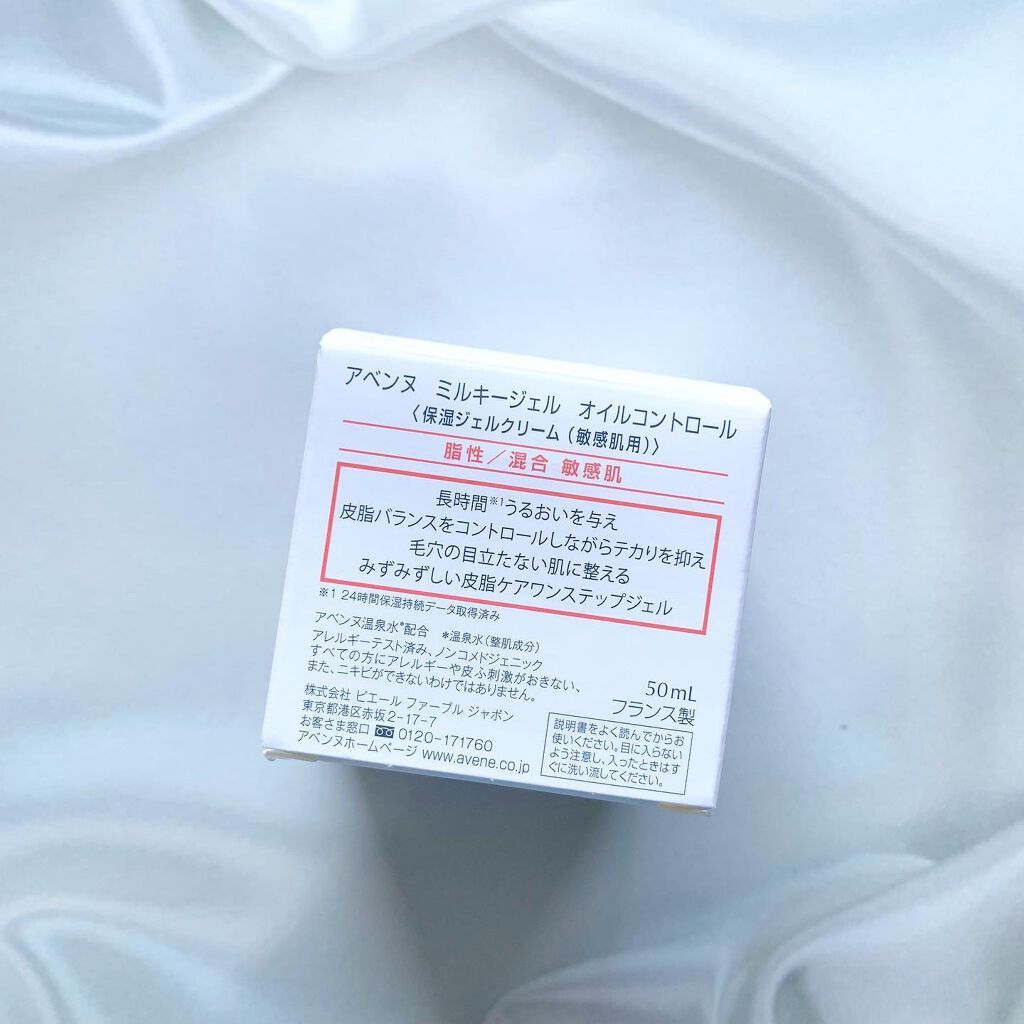 アベンヌ ミルキージェル オイルコントロール
〈保湿ジェルクリーム(敏感肌用)〉
脂性/混合 敏感肌
長時間※1うるおいを与え
皮脂バランスをコントロールしながらテカリを抑え
毛穴の目立たない肌に整える
みずみずしい皮脂ケアワンステップジェル
※1 24時間保湿持続データ取得済み
アベンヌ温泉水*配合 *温泉水(整肌成分)
アレルギーテスト済み、ノンコメドジェニック
すべての方にアレルギーや皮ふ刺激がおきない、
また、ニキビができないわけではありません。
株式会社 ピエール ファーブル ジャポン
東京都港区赤坂2-17-7
お客さま窓口 0120-171760
アベンヌホームページ www.avene.co.jp
50mL
フランス製
説明書をよく読んでからお
使いください。目に入らない
よう注意し、入ったときはす
ぐに洗い流してください。